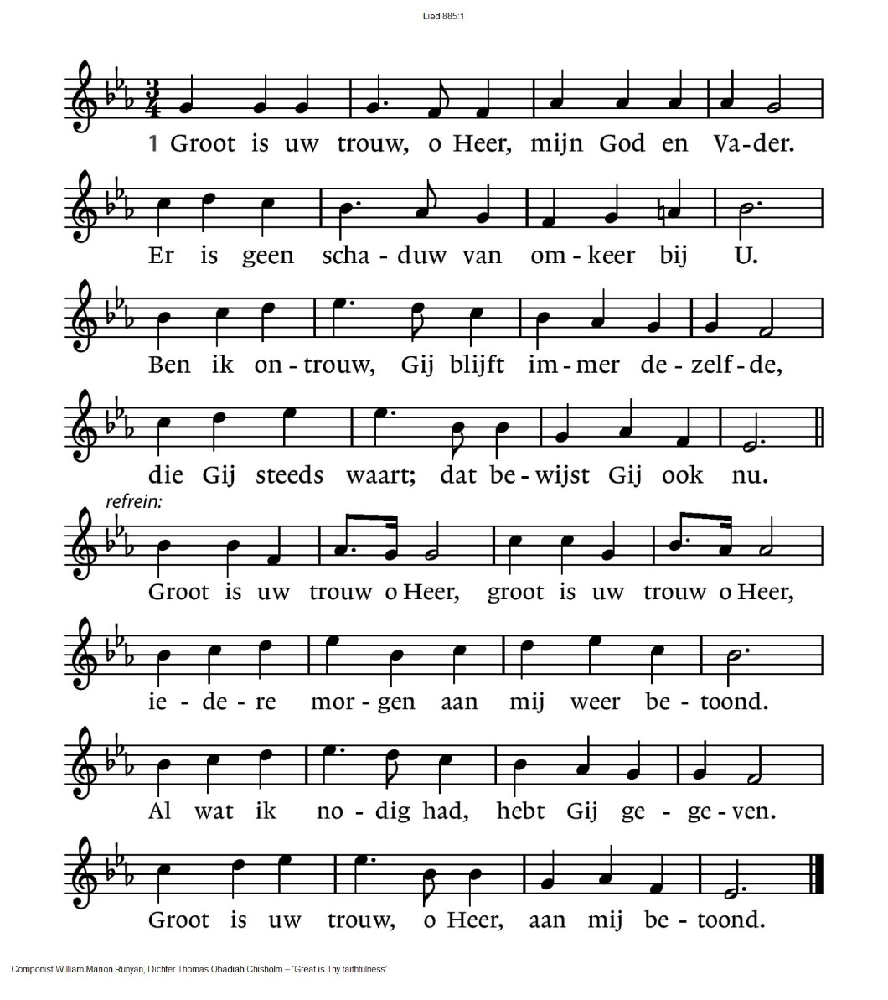 Lied 885:1
1 Groot is uw trouw, o Heer, mijn God en Va-der.
Er is geen scha - duw van om - keer bij U.
Ben ik on - trouw, Gij blijft im - mer de - zelf - de,
die Gij steeds waart; dat be - wijst Gij ook nu.
refrein:
Groot is uw trouw o Heer, groot is uw trouw o Heer,
ie - de - re mor - gen aan mij weer be - toond.
Al wat ik no - dig had, hebt Gij ge - ge - ven.
Groot is uw trouw, o Heer, aan mij be - toond.
Componist William Marion Runyan, Dichter Thomas Obadiah Chisholm – 'Great is Thy faithfulness'